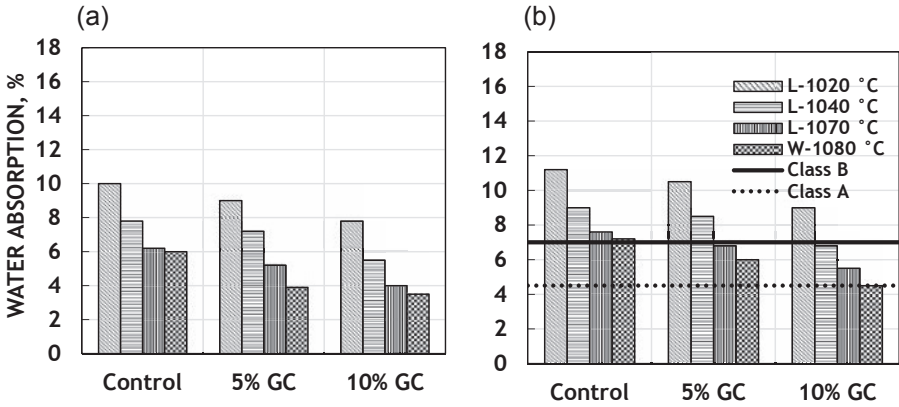 (a)
WATER ABSORPTION, %
18
16
14
12
10
8
6
4
2
0
Control 5% GC 10% GC
(b)
18
16
14
12
10
8
6
4
2
0
L-1020 °C
L-1040 °C
L-1070 °C
W-1080 °C
Class B
Class A
Control 5% GC 10% GC